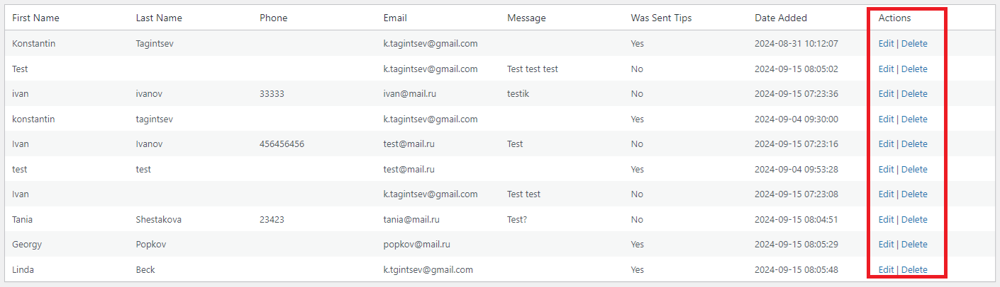 First Name Last Name Phone Email Message Was Sent Tips Date Added Actions
Konstantin Tagintsev k.tagintsev@gmail.com Yes 2024-08-31 10:12:07 Edit | Delete
Test k.tagintsev@gmail.com Test test test No 2024-09-15 08:05:02 Edit | Delete
ivan ivanov 33333 ivan@mail.ru testik No 2024-09-15 07:23:36 Edit | Delete
konstantin tagintsev k.tagintsev@gmail.com Yes 2024-09-04 09:30:00 Edit | Delete
Ivan Ivanov 456456456 test@mail.ru Test No 2024-09-15 07:23:16 Edit | Delete
test test test@mail.ru Yes 2024-09-04 09:53:28 Edit | Delete
Ivan k.tagintsev@gmail.com Test test No 2024-09-15 07:23:08 Edit | Delete
Tania Shestakova 23423 tania@mail.ru Test? No 2024-09-15 08:04:51 Edit | Delete
Georgy Popkov popkov@mail.ru Yes 2024-09-15 08:05:29 Edit | Delete
Linda Beck k.tgintsev@gmail.com Yes 2024-09-15 08:05:48 Edit | Delete